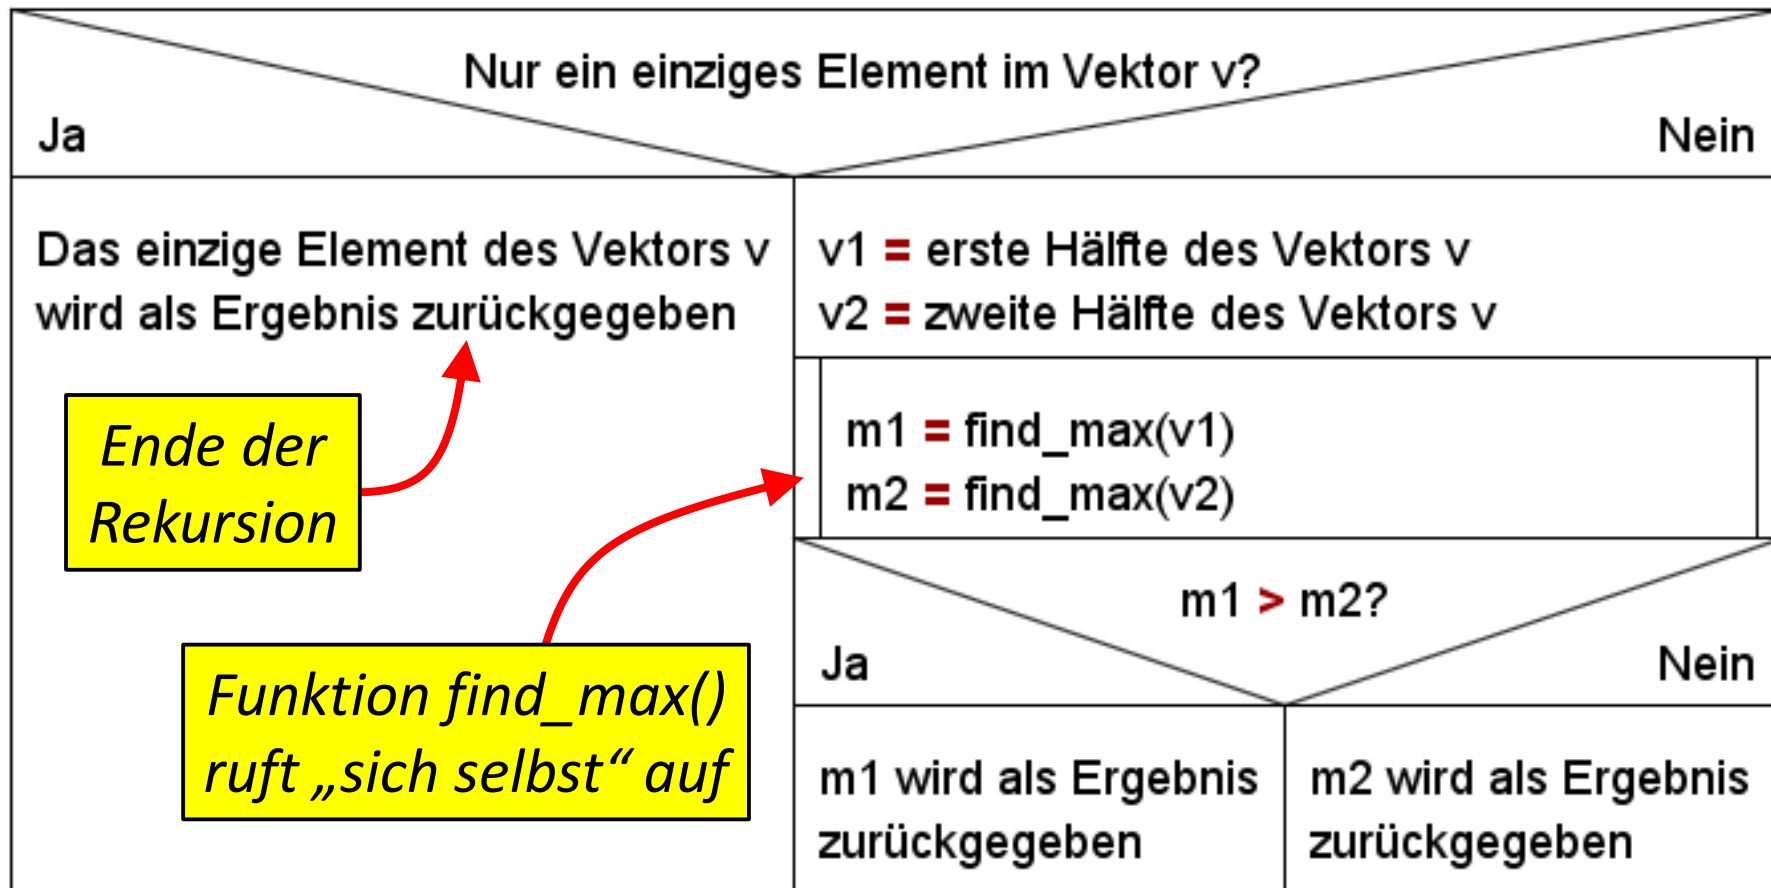 Nur ein einziges Element im Vektor v?
Ja
Nein
Das einzige Element des Vektors v
wird als Ergebnis zurückgegeben
v1 = erste Hälfte des Vektors v
v2 = zweite Hälfte des Vektors v
Ende der
Rekursion
m1 = find_max(v1)
m2 = find_max(v2)
Funktion find_max()
ruft „sich selbst“ auf
m1 > m2?
Ja
Nein
m1 wird als Ergebnis
zurückgegeben
m2 wird als Ergebnis
zurückgegeben